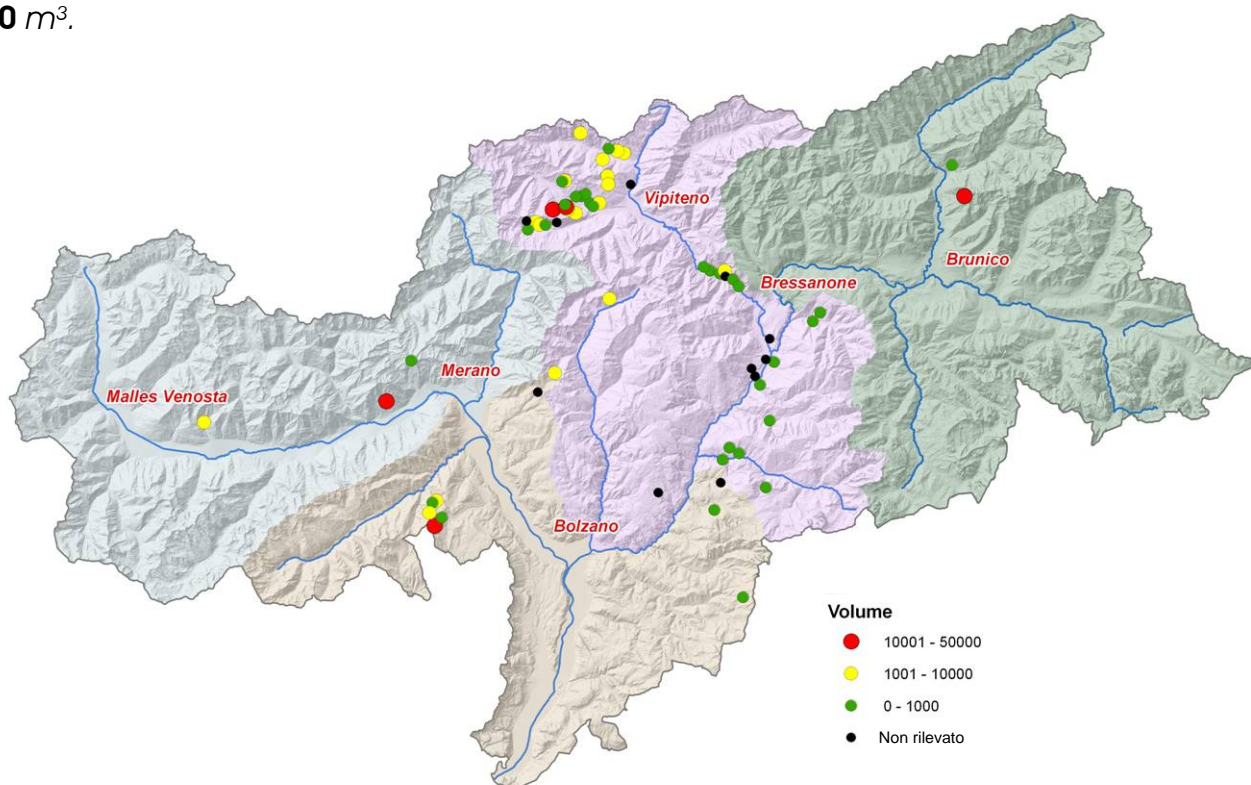 0 m³.
Vipiteno
Bressanone
Brunico
Merano
Malles Venosta
Bolzano
Volume
10001 - 50000
1001 - 10000
0 - 1000
Non rilevato